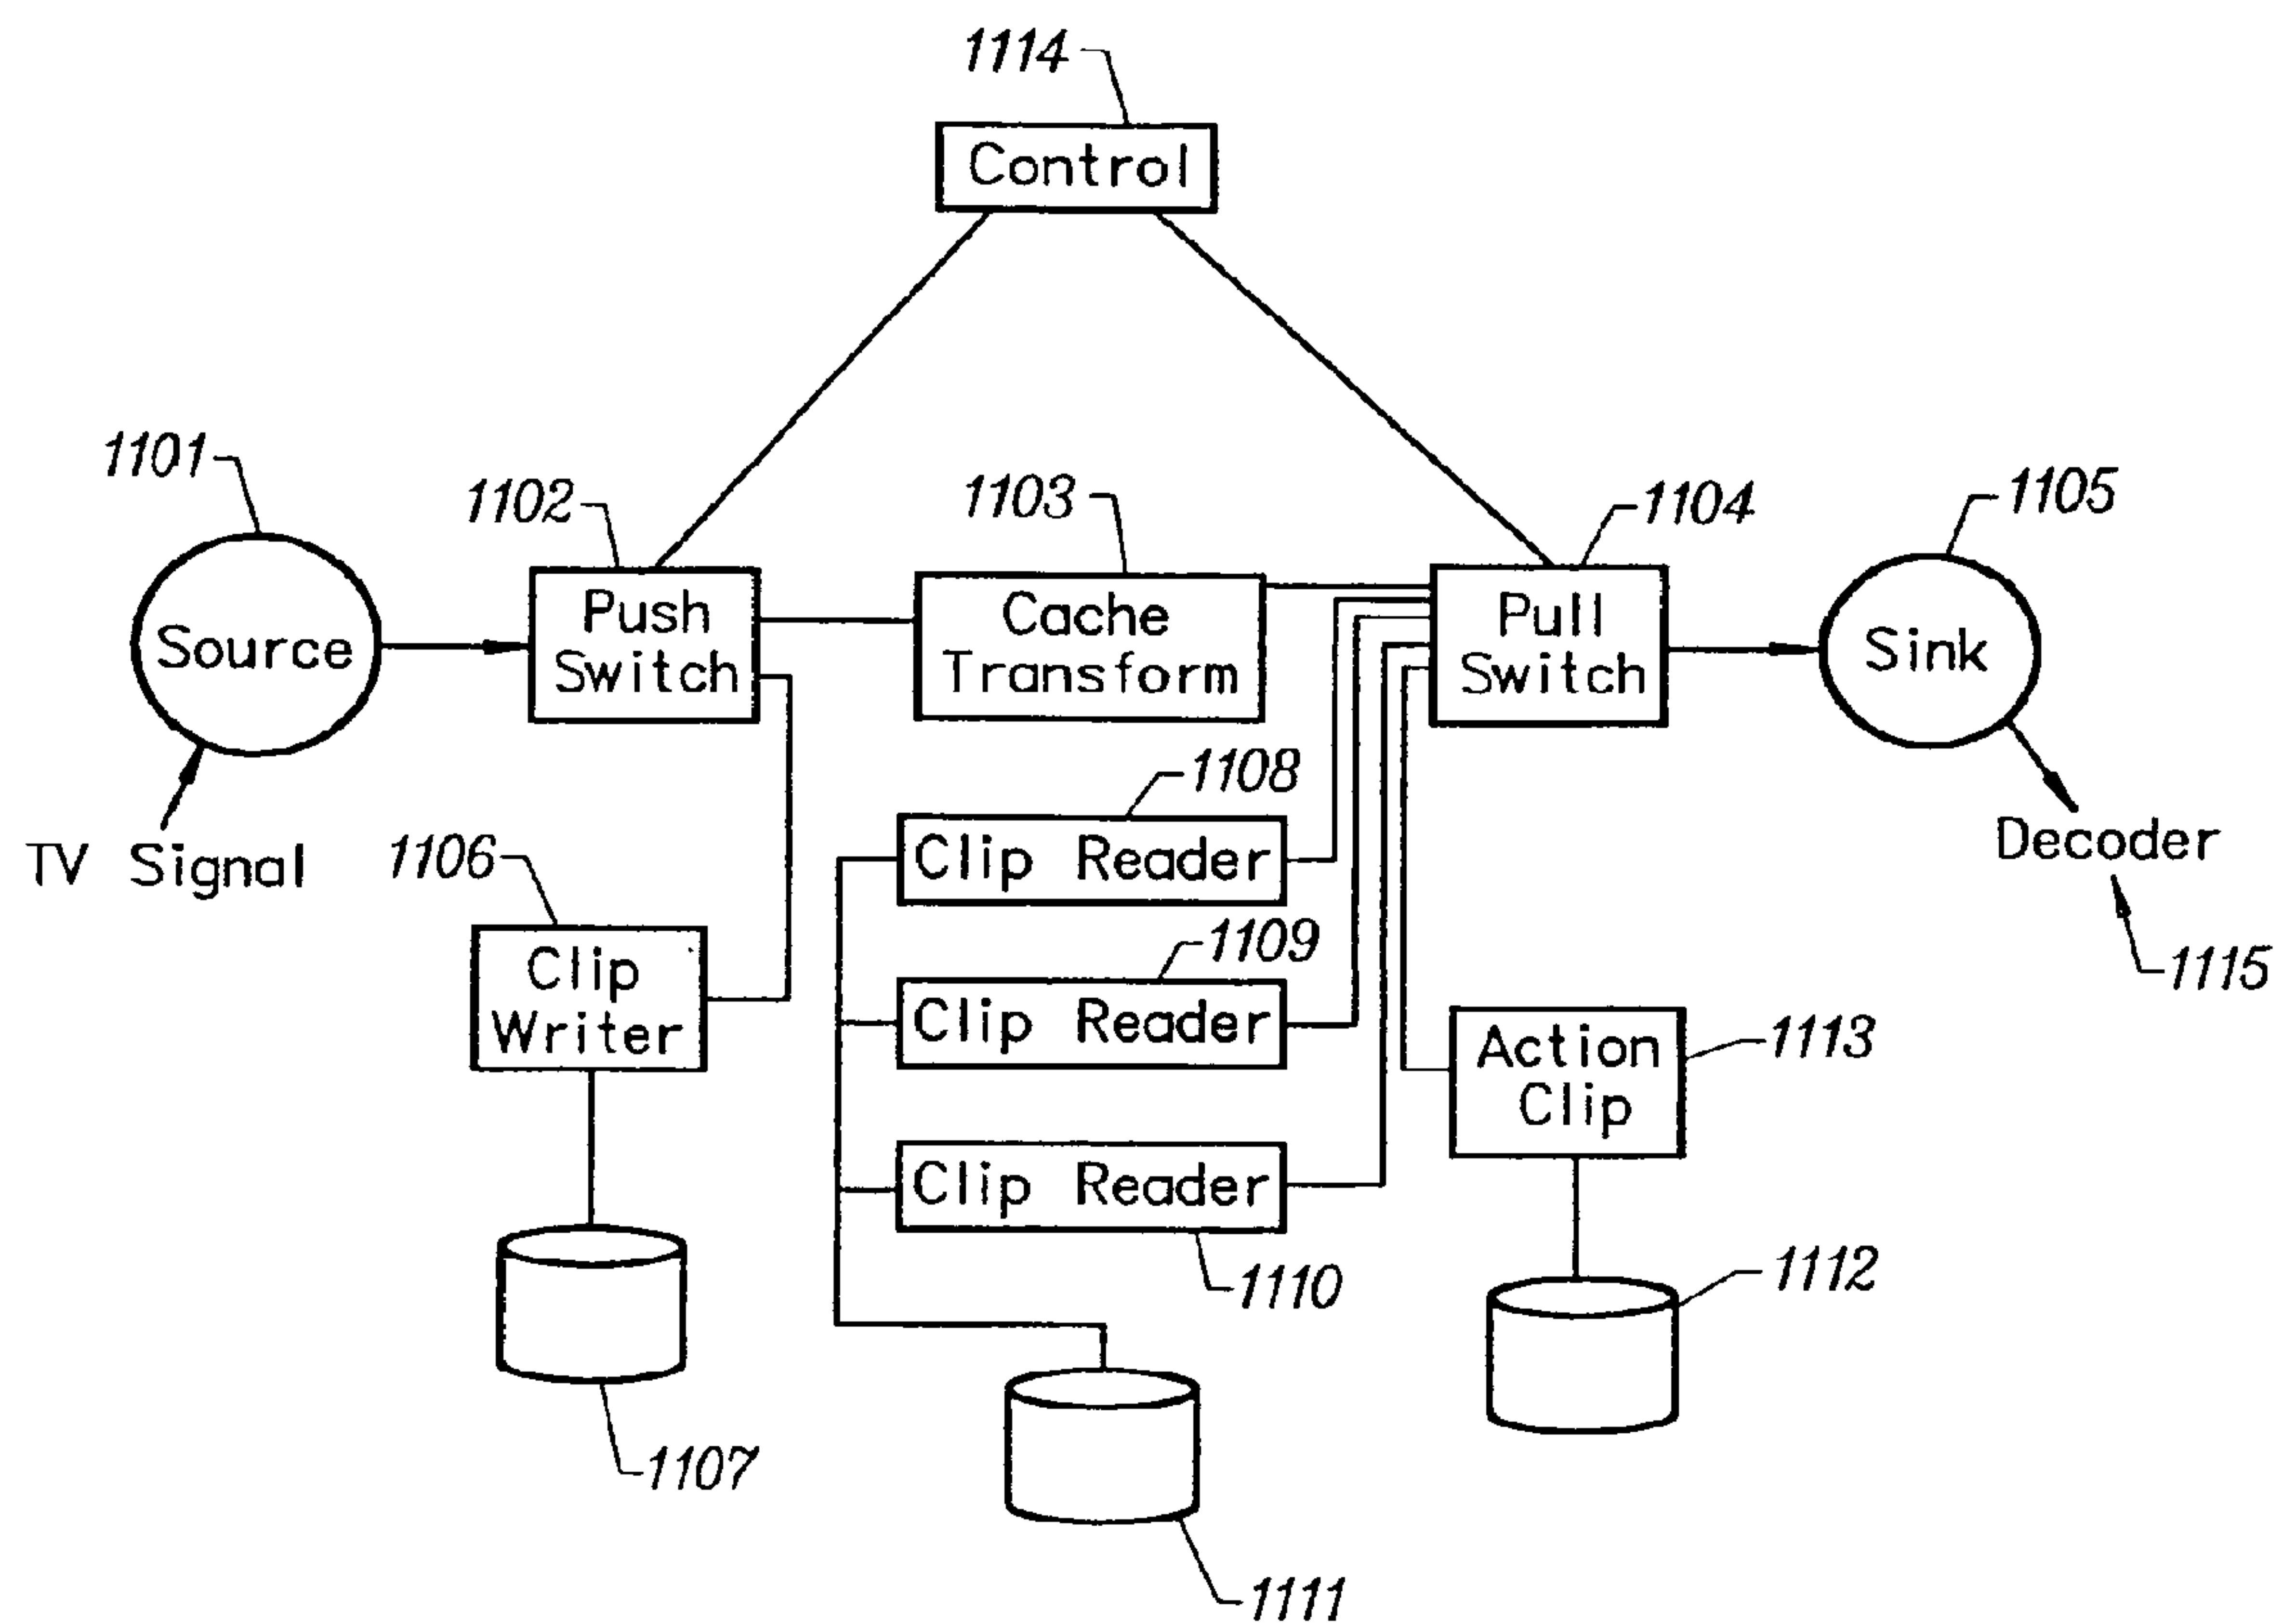 1114
Control
1101
1102
1103
1104
1105
Source
Push
Switch
Cache
Transform
Pull
Switch
Sink
TV Signal
1106
1108
Clip Reader
Decoder
1115
Clip
Writer
1109
Clip Reader
Action
Clip
1113
Clip Reader
1110
1112
1107
1111